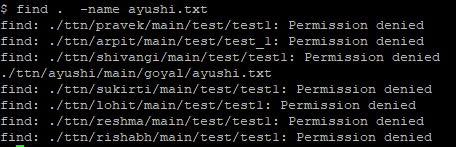 $ find .  -name ayushi.txt
find: ./ttn/pravek/main/test/test1: Permission denied
find: ./ttn/arpit/main/test/test_1: Permission denied
find: ./ttn/shivangi/main/test/test1: Permission denied
./ttn/ayushi/main/goyal/ayushi.txt
find: ./ttn/sukirti/main/test/test1: Permission denied
find: ./ttn/lohit/main/test/test1: Permission denied
find: ./ttn/reshma/main/test/test1: Permission denied
find: ./ttn/rishabh/main/test/test1: Permission denied